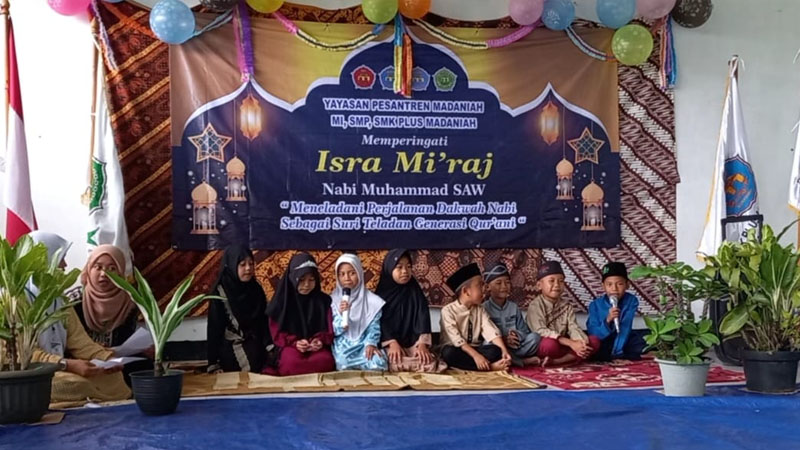 YAYASAN PESANTREN MADANIAH
MI, SMP, SMK PLUS MADANIAH
Memperingati
Isra Mi'raj
Nabi Muhammad SAW
“ Meneladani Perjalanan Dakwah Nabi
Sebagai Suri Teladan Generasi Qur'ani “